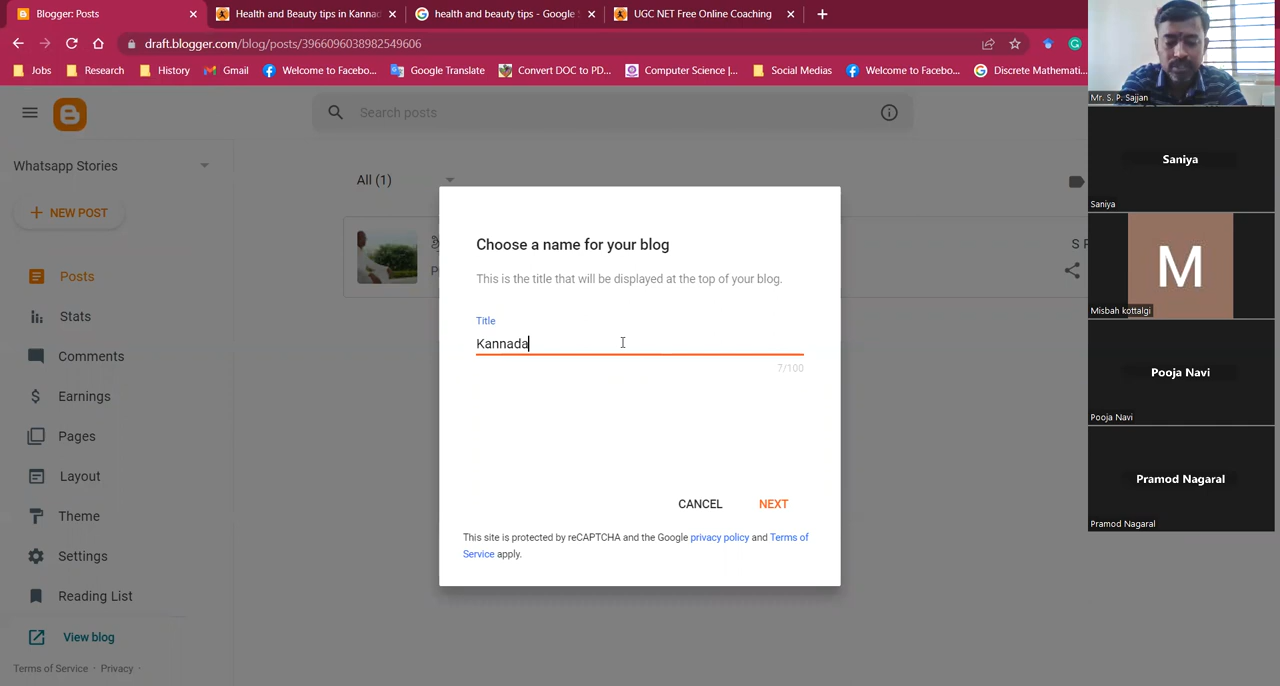 Blogger: Posts
Health and Beauty tips in Kannad
health and beauty tips - Google S
UGC NET Free Online Coaching
draft.blogger.com/blog/posts/3966096038982549606
Jobs
Research
History
Gmail
Welcome to Facebo...
Google Translate
Convert DOC to PD...
Computer Science |...
Social Medias
Welcome to Facebo...
Discrete Mathemati...
Mr. S. P. Sajjan
Search posts
Whatsapp Stories
All (1)
NEW POST
Posts
Stats
Comments
Earnings
Pages
Layout
Theme
Settings
Reading List
View blog
Terms of Service · Privacy ·
Choose a name for your blog
This is the title that will be displayed at the top of your blog.
Title
Kannada
7/100
CANCEL
NEXT
This site is protected by reCAPTCHA and the Google privacy policy and Terms of
Service apply.
S P
Saniya
Saniya
M
Misbah kottalgi
Pooja Navi
Pooja Navi
Pramod Nagaral
Pramod Nagaral